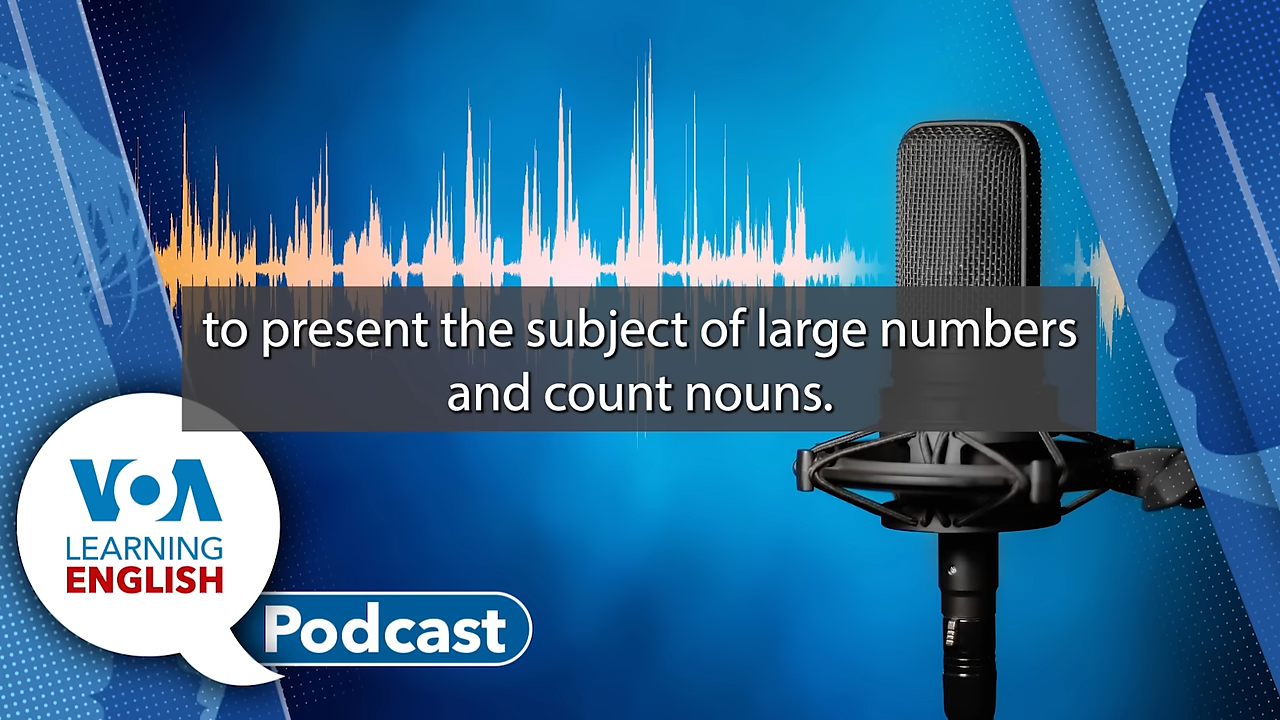 to present the subject of large numbers
and count nouns.
VOA
LEARNING
ENGLISH
Podcast